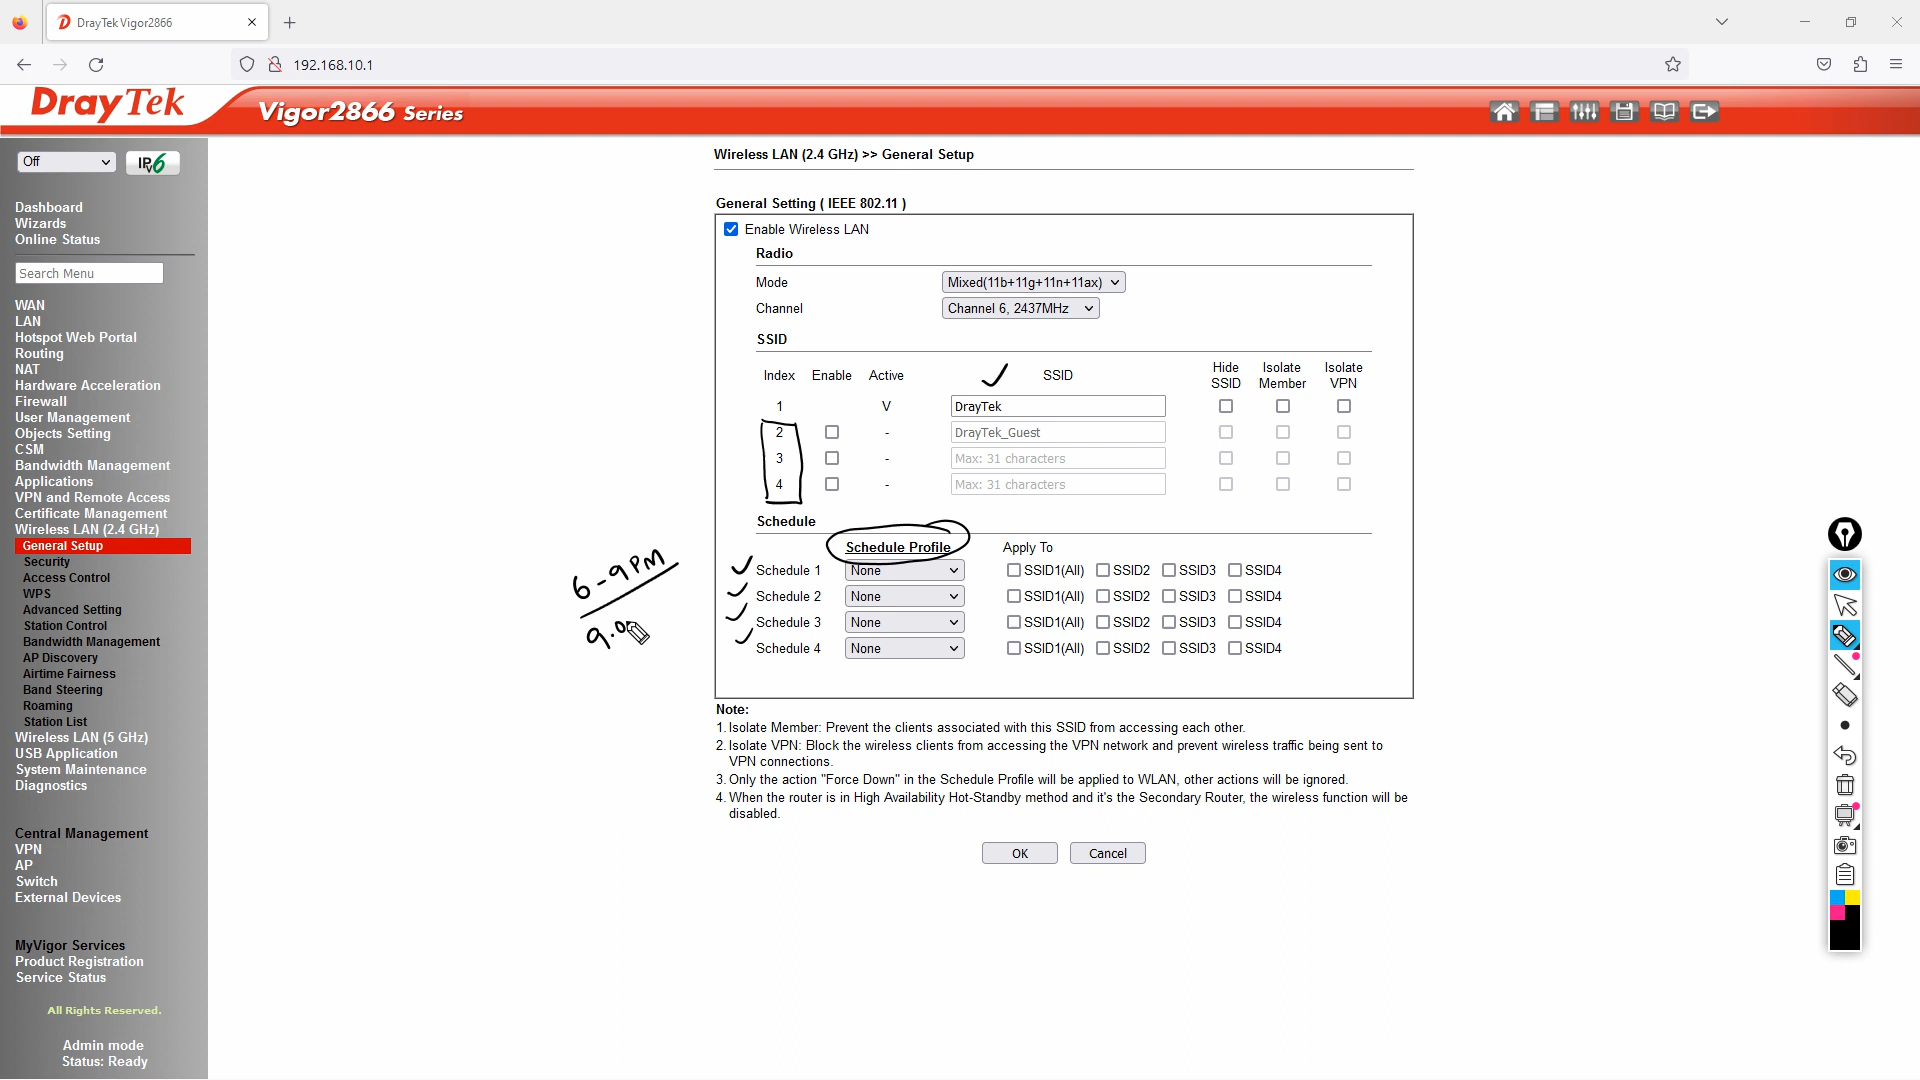 DrayTek Vigor2866
192.168.10.1
DrayTek
Vigor2866 Series
Off
IPv6
Dashboard
Wizards
Online Status
Search Menu
WAN
LAN
Hotspot Web Portal
Routing
NAT
Hardware Acceleration
Firewall
User Management
Objects Setting
CSM
Bandwidth Management
Applications
VPN and Remote Access
Certificate Management
Wireless LAN (2.4 GHz)
General Setup
Security
Access Control
WPS
Advanced Setting
Station Control
Bandwidth Management
AP Discovery
Airtime Fairness
Band Steering
Roaming
Station List
Wireless LAN (5 GHz)
USB Application
System Maintenance
Diagnostics
Central Management
VPN
AP
Switch
External Devices
MyVigor Services
Product Registration
Service Status
All Rights Reserved.
Admin mode
Status: Ready
Wireless LAN (2.4 GHz) >> General Setup
General Setting ( IEEE 802.11 )
Enable Wireless LAN
Radio
Mode Mixed(11b+11g+11n+11ax)
Channel Channel 6, 2437MHz
SSID
Index Enable Active SSID Hide SSID Isolate Member Isolate VPN
1 V DrayTek
2 - DrayTek_Guest
3 - Max: 31 characters
4 - Max: 31 characters
Schedule
Schedule Profile Apply To
Schedule 1 None SSID1(All) SSID2 SSID3 SSID4
Schedule 2 None SSID1(All) SSID2 SSID3 SSID4
Schedule 3 None SSID1(All) SSID2 SSID3 SSID4
Schedule 4 None SSID1(All) SSID2 SSID3 SSID4
6-9PM
9.0
Note:
1. Isolate Member: Prevent the clients associated with this SSID from accessing each other.
2. Isolate VPN: Block the wireless clients from accessing the VPN network and prevent wireless traffic being sent to
VPN connections.
3. Only the action "Force Down" in the Schedule Profile will be applied to WLAN, other actions will be ignored.
4. When the router is in High Availability Hot-Standby method and it's the Secondary Router, the wireless function will be
disabled.
OK Cancel